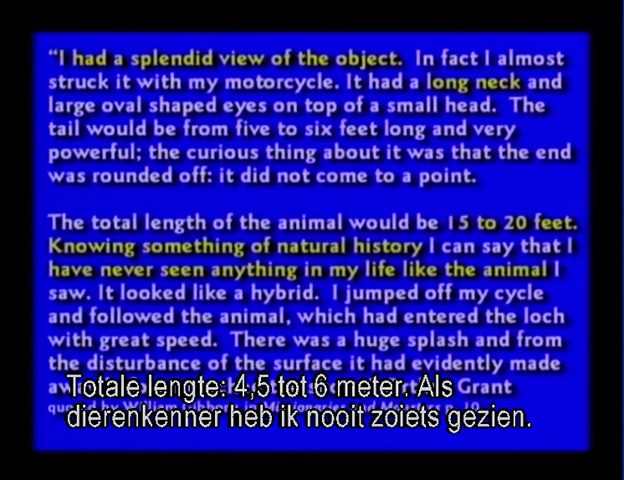 "I had a splendid view of the object. In fact I almost
struck it with my motorcycle. It had a long neck and
large oval shaped eyes on top of a small head. The
tail would be from five to six feet long and very
powerful; the curious thing about it was that the end
was rounded off: it did not come to a point.
The total length of the animal would be 15 to 20 feet.
Knowing something of natural history I can say that I
have never seen anything in my life like the animal I
saw. It looked like a hybrid. I jumped off my cycle
and followed the animal, which had entered the loch
with great speed. There was a huge splash and from
the disturbance of the surface it had evidently made
Grant
Totale lengte: 4,5 tot 6 meter. Als
quoted by William
dierenkenner heb ik nooit zoiets gezien.